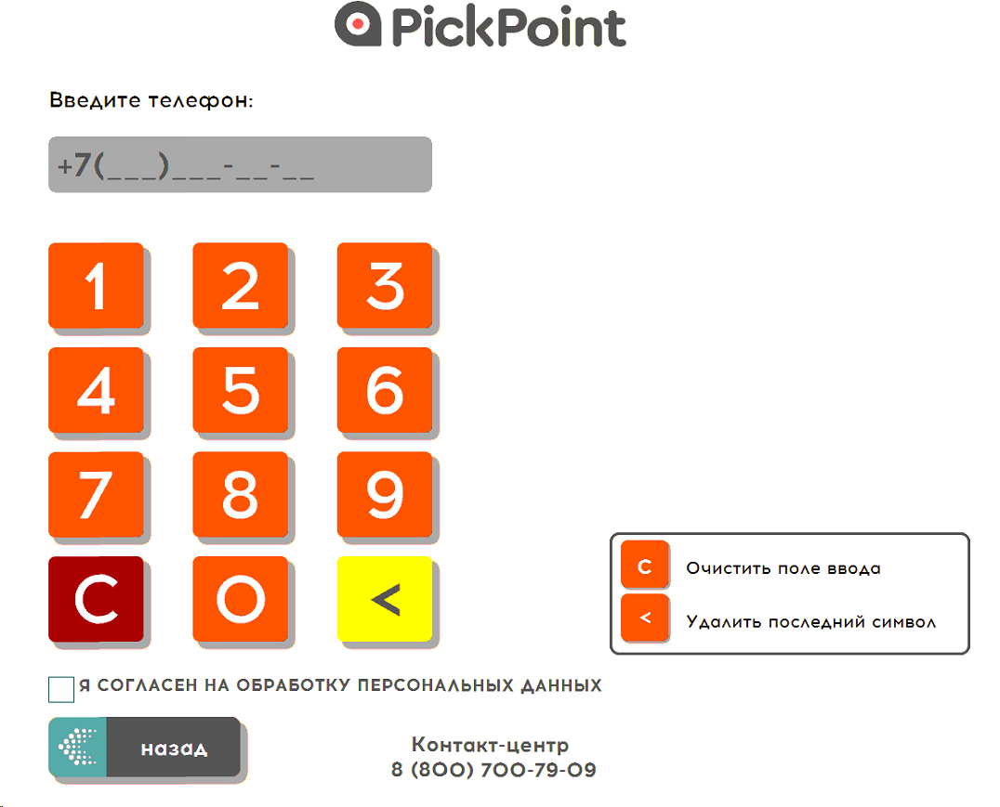 PickPoint
Введите телефон:
+7(___)___-__-__
1 2 3
4 5 6
7 8 9
C 0 <
C Очистить поле ввода
< Удалить последний символ
Я СОГЛАСЕН НА ОБРАБОТКУ ПЕРСОНАЛЬНЫХ ДАННЫХ
назад
Контакт-центр
8 (800) 700-79-09